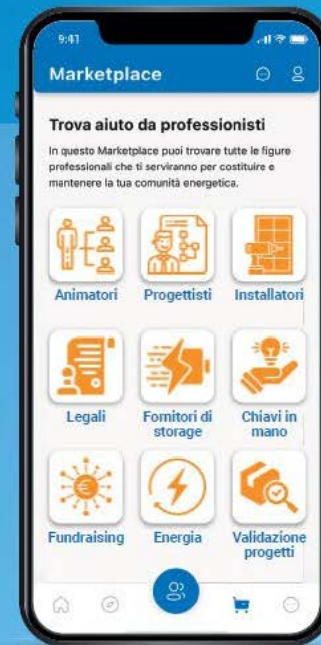 9:41
Marketplace
Trova aiuto da professionisti
In questo Marketplace puoi trovare tutte le figure
professionali che ti serviranno per costituire e
mantenere la tua comunità energetica.
Animatori
Progettisti
Installatori
Legali
Fornitori di
storage
Chiavi in
mano
Fundraising
Energia
Validazione
progetti